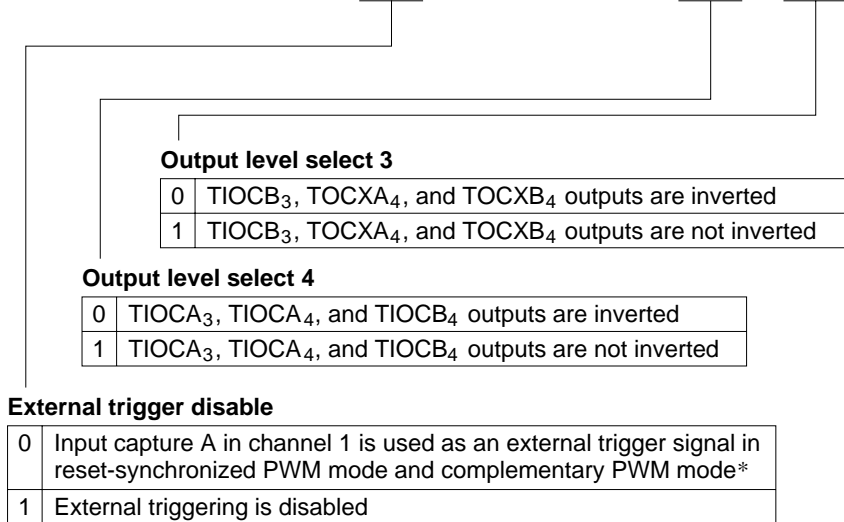 Output level select 3
0 TIOCB₃, TOCXA₄, and TOCXB₄ outputs are inverted
1 TIOCB₃, TOCXA₄, and TOCXB₄ outputs are not inverted
Output level select 4
0 TIOCA₃, TIOCA₄, and TIOCB₄ outputs are inverted
1 TIOCA₃, TIOCA₄, and TIOCB₄ outputs are not inverted
External trigger disable
0 Input capture A in channel 1 is used as an external trigger signal in
reset-synchronized PWM mode and complementary PWM mode*
1 External triggering is disabled